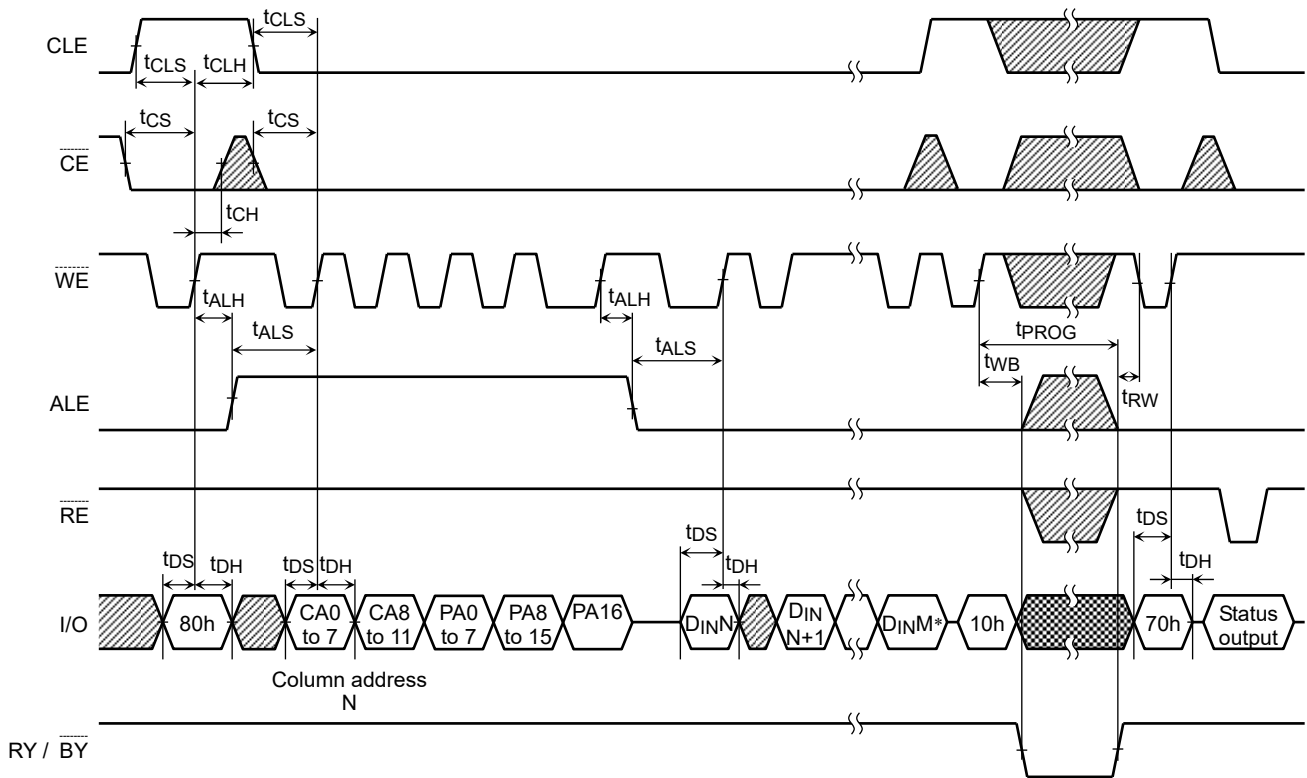 CLE
tCLS
tCLS
tCLH
CE
tCS
tCS
tCH
WE
tALH
tALS
tALH
tALS
tPROG
tWB
tRW
ALE
RE
tDS
tDH
tDS
tDH
tDS
tDH
tDS
tDH
I/O
80h
CA0
to 7
CA8
to 11
PA0
to 7
PA8
to 15
PA16
DINN
DIN
N+1
DINM*
10h
70h
Status
output
Column address
N
RY / BY